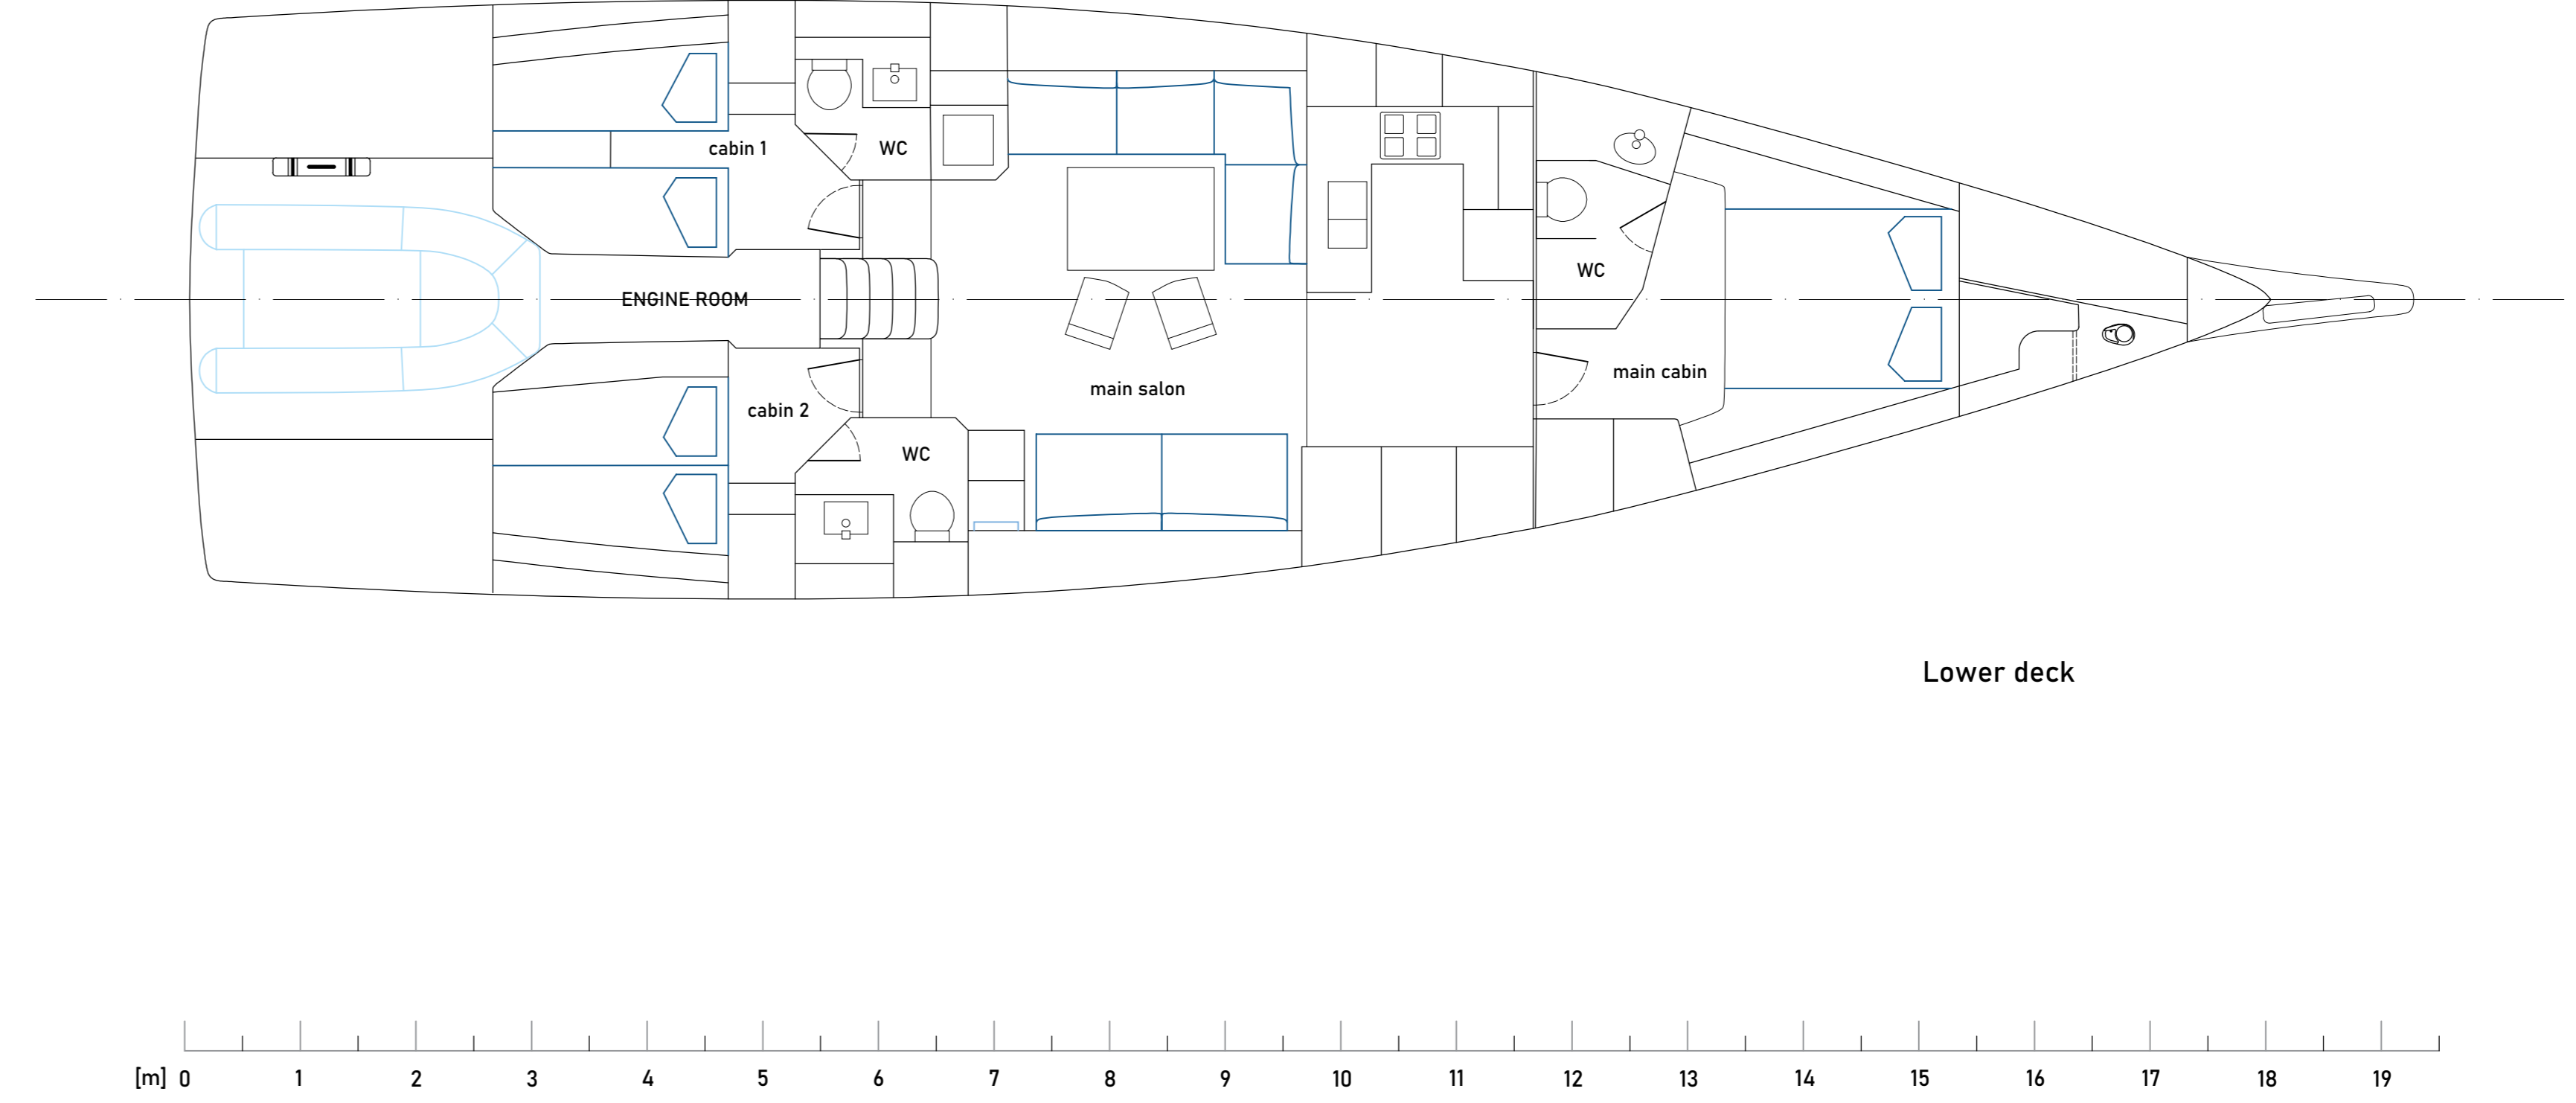 cabin 1
WC
WC
ENGINE ROOM
main salon
main cabin
cabin 2
WC
Lower deck
[m] 0 1 2 3 4 5 6 7 8 9 10 11 12 13 14 15 16 17 18 19